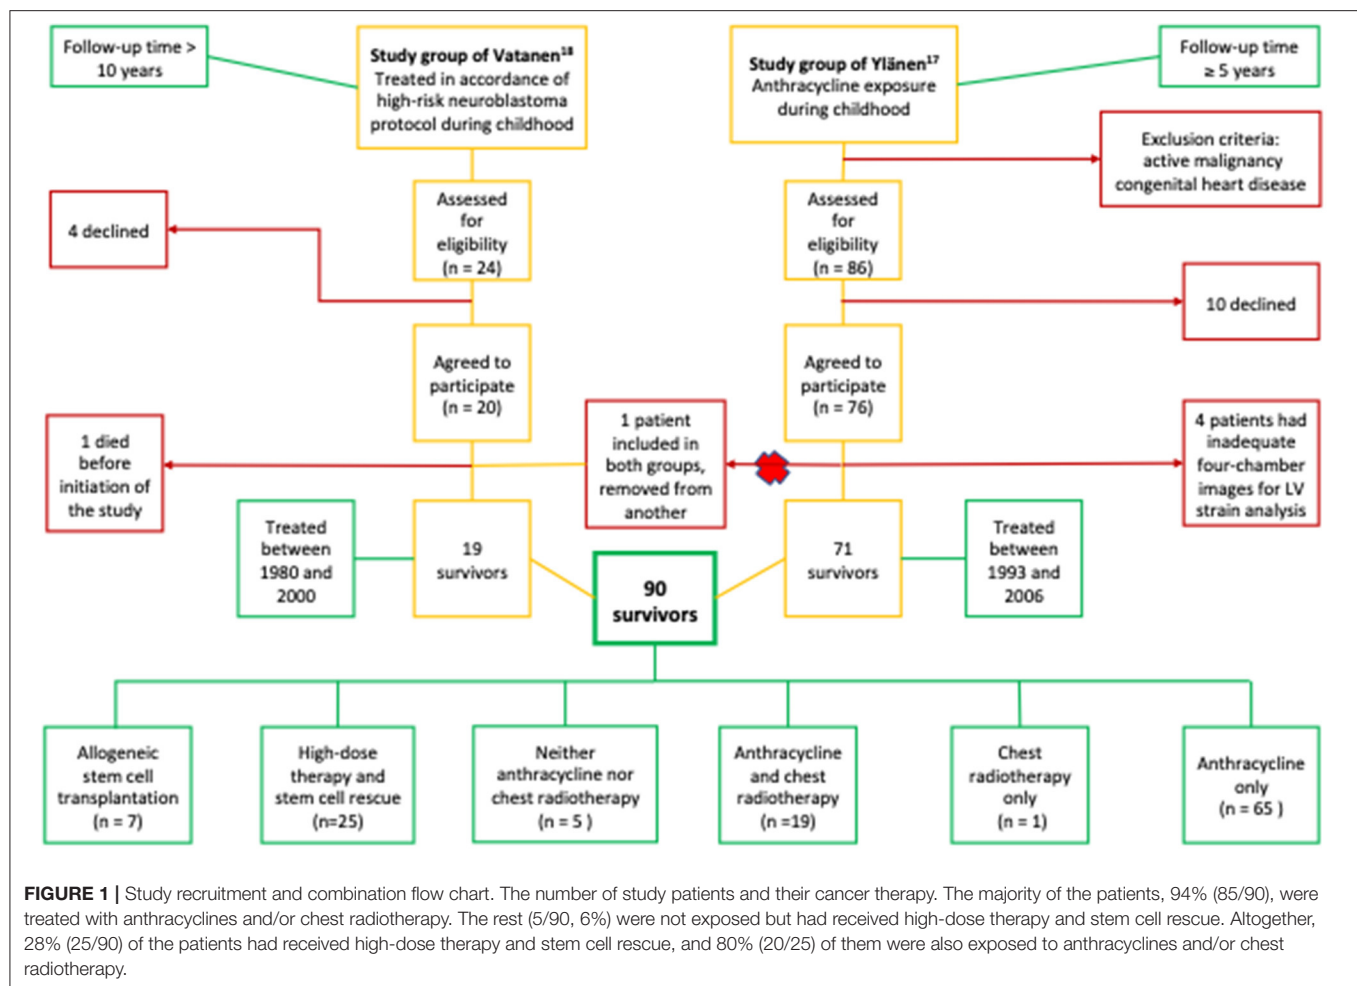 Follow-up time >
10 years
Study group of Vatanen¹⁸
Treated in accordance of
high-risk neuroblastoma
protocol during childhood
Study group of Ylänen¹⁷
Anthracycline exposure
during childhood
Follow-up time
≥ 5 years
Exclusion criteria:
active malignancy
congenital heart disease
4 declined
Assessed
for
eligibility
(n = 24)
Assessed
for
eligibility
(n = 86)
10 declined
Agreed to
participate
(n = 20)
Agreed to
participate
(n = 76)
1 died
before
initiation of
the study
1 patient
included in
both groups,
removed from
another
4 patients had
inadequate
four-chamber
images for LV
strain analysis
Treated
between
1980 and
2000
19
survivors
90
survivors
71
survivors
Treated
between
1993 and
2006
Allogeneic
stem cell
transplantation
(n = 7)
High-dose
therapy and
stem cell rescue
(n=25)
Neither
anthracycline nor
chest radiotherapy
(n = 5 )
Anthracycline
and chest
radiotherapy
(n =19)
Chest
radiotherapy
only
(n = 1)
Anthracycline
only
(n = 65 )
FIGURE 1 | Study recruitment and combination flow chart. The number of study patients and their cancer therapy. The majority of the patients, 94% (85/90), were
treated with anthracyclines and/or chest radiotherapy. The rest (5/90, 6%) were not exposed but had received high-dose therapy and stem cell rescue. Altogether,
28% (25/90) of the patients had received high-dose therapy and stem cell rescue, and 80% (20/25) of them were also exposed to anthracyclines and/or chest
radiotherapy.